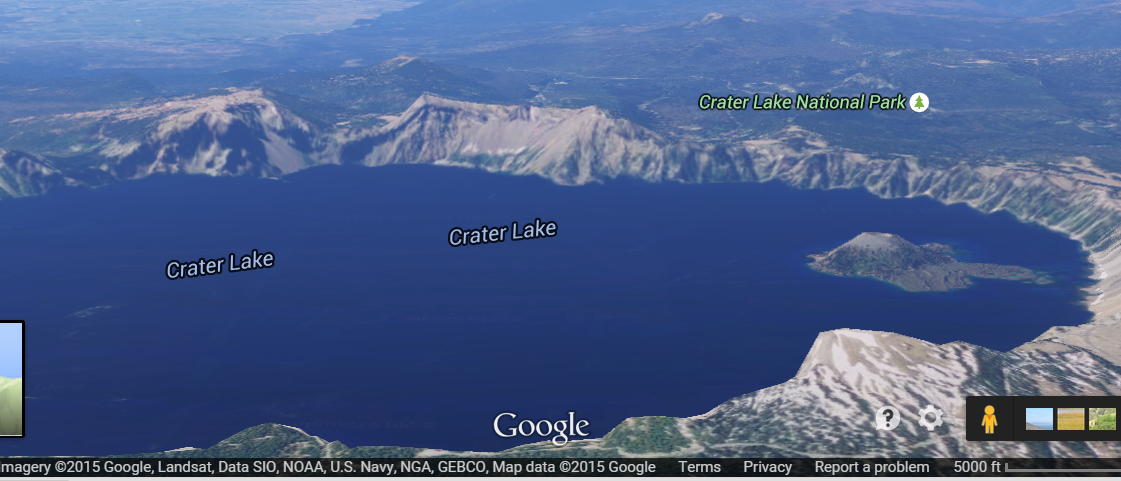 Crater Lake National Park
Crater Lake
Crater Lake
Google
Imagery ©2015 Google, Landsat, Data SIO, NOAA, U.S. Navy, NGA, GEBCO, Map data ©2015 Google Terms Privacy Report a problem 5000 ft